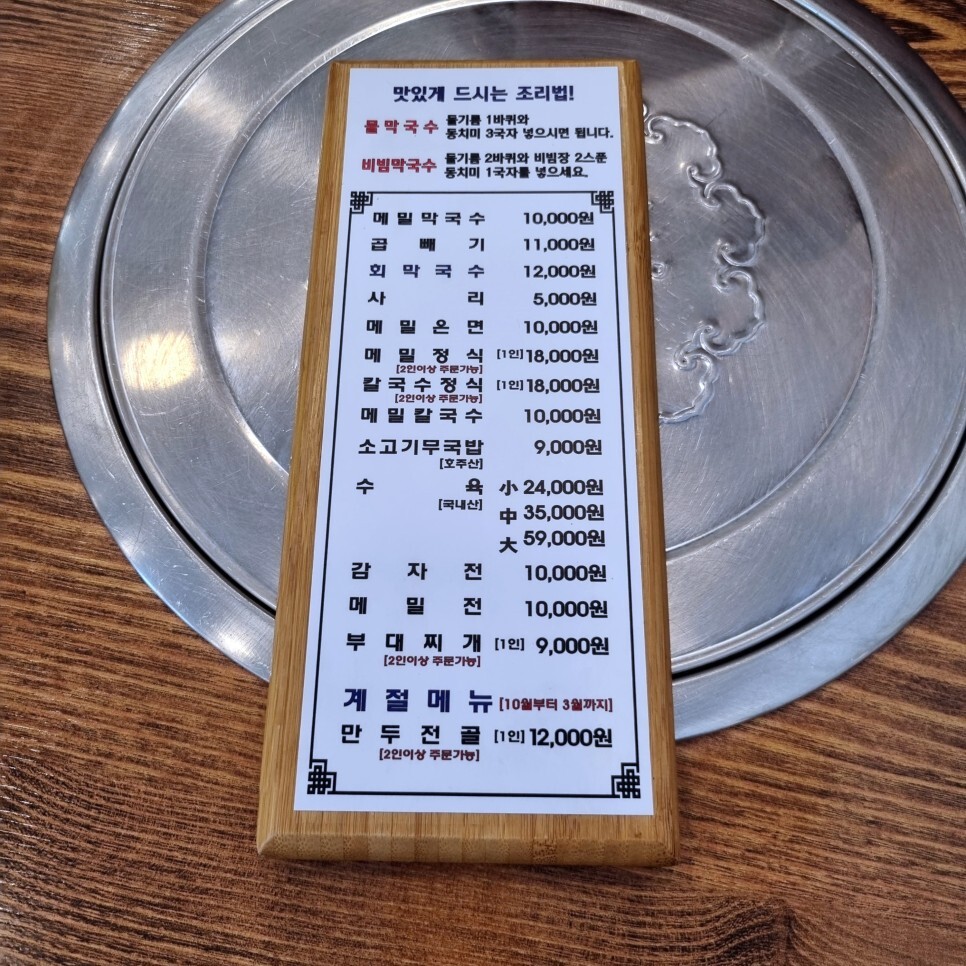 맛있게 드시는 조리법!
물막국수 들기름 1바퀴와
동치미 3국자 넣으시면 됩니다.
비빔막국수 들기름 2바퀴와 비빔장 2스푼
동치미 1국자를 넣으세요.
메밀막국수 10,000원
곱빼기 11,000원
회막국수 12,000원
사리 5,000원
메밀온면 10,000원
메밀정식 [1인] 18,000원
[2인이상 주문가능]
칼국수정식 [1인] 18,000원
[2인이상 주문가능]
메밀칼국수 10,000원
소고기무국밥 9,000원
[호주산]
수육 小 24,000원
[국내산]
中 35,000원
大 59,000원
감자전 10,000원
메밀전 10,000원
부대찌개 [1인] 9,000원
[2인이상 주문가능]
계절메뉴 [10월부터 3월까지]
만두전골 [1인] 12,000원
[2인이상 주문가능]